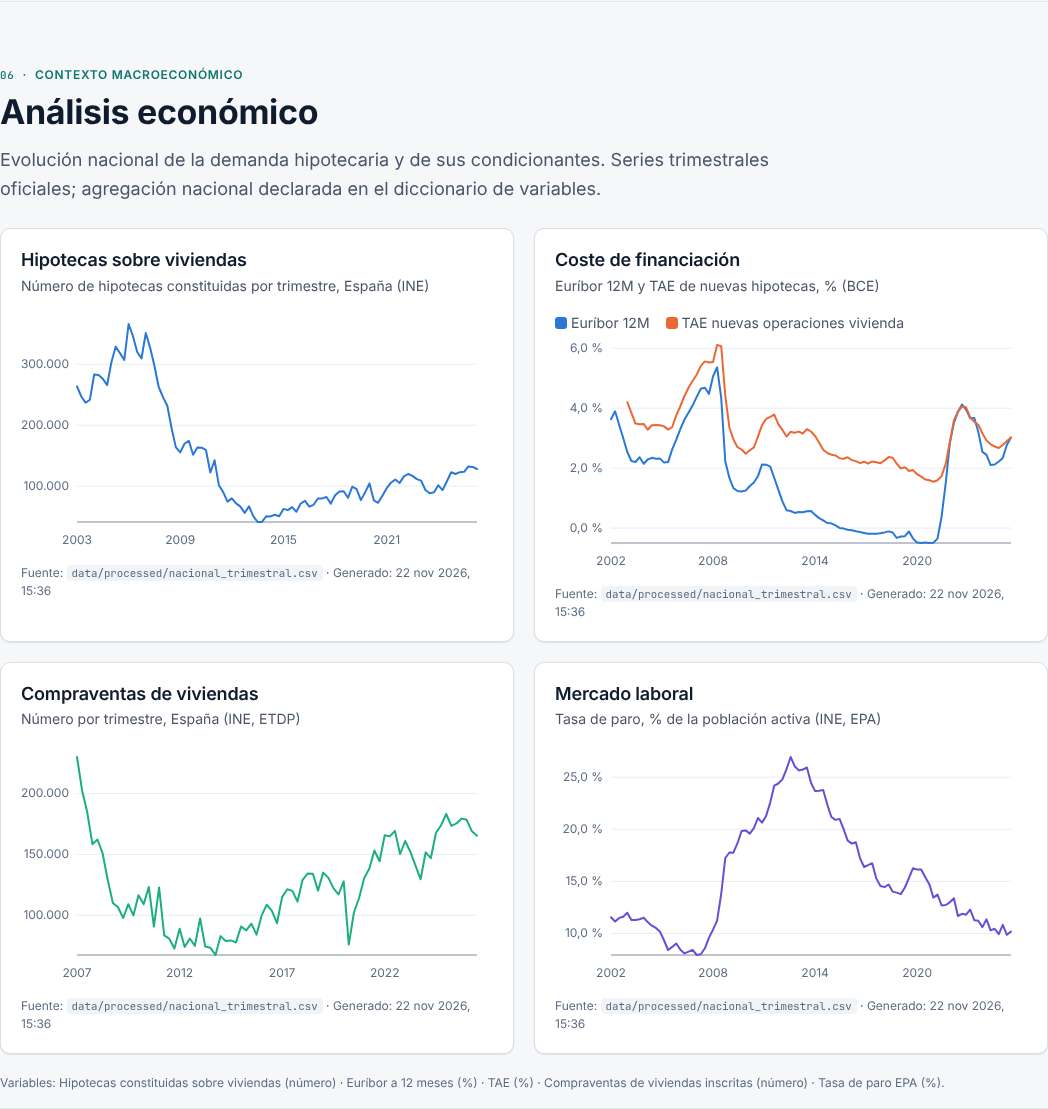 06 · CONTEXTO MACROECONÓMICO
Análisis económico
Evolución nacional de la demanda hipotecaria y de sus condicionantes. Series trimestrales
oficiales; agregación nacional declarada en el diccionario de variables.
Hipotecas sobre viviendas
Número de hipotecas constituidas por trimestre, España (INE)
300.000
200.000
100.000
2003 2009 2015 2021
Fuente: data/processed/nacional_trimestral.csv · Generado: 22 nov 2026,
15:36
Coste de financiación
Euríbor 12M y TAE de nuevas hipotecas, % (BCE)
Euríbor 12M TAE nuevas operaciones vivienda
6,0 %
4,0 %
2,0 %
0,0 %
2002 2008 2014 2020
Fuente: data/processed/nacional_trimestral.csv · Generado: 22 nov 2026,
15:36
Compraventas de viviendas
Número por trimestre, España (INE, ETDP)
200.000
150.000
100.000
2007 2012 2017 2022
Fuente: data/processed/nacional_trimestral.csv · Generado: 22 nov 2026,
15:36
Mercado laboral
Tasa de paro, % de la población activa (INE, EPA)
25,0 %
20,0 %
15,0 %
10,0 %
2002 2008 2014 2020
Fuente: data/processed/nacional_trimestral.csv · Generado: 22 nov 2026,
15:36
Variables: Hipotecas constituidas sobre viviendas (número) · Euríbor a 12 meses (%) · TAE (%) · Compraventas de viviendas inscritas (número) · Tasa de paro EPA (%).